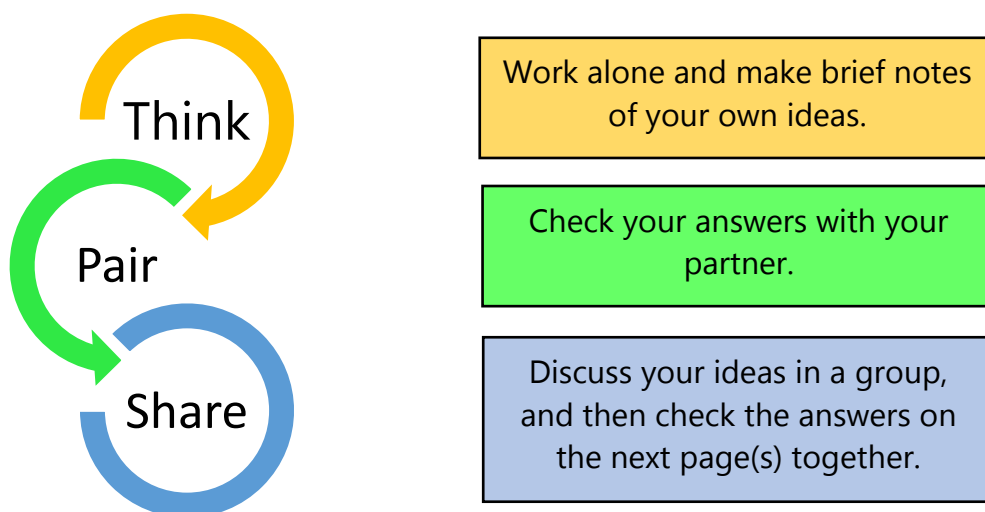 Think
Work alone and make brief notes
of your own ideas.
Pair
Check your answers with your
partner.
Share
Discuss your ideas in a group,
and then check the answers on
the next page(s) together.